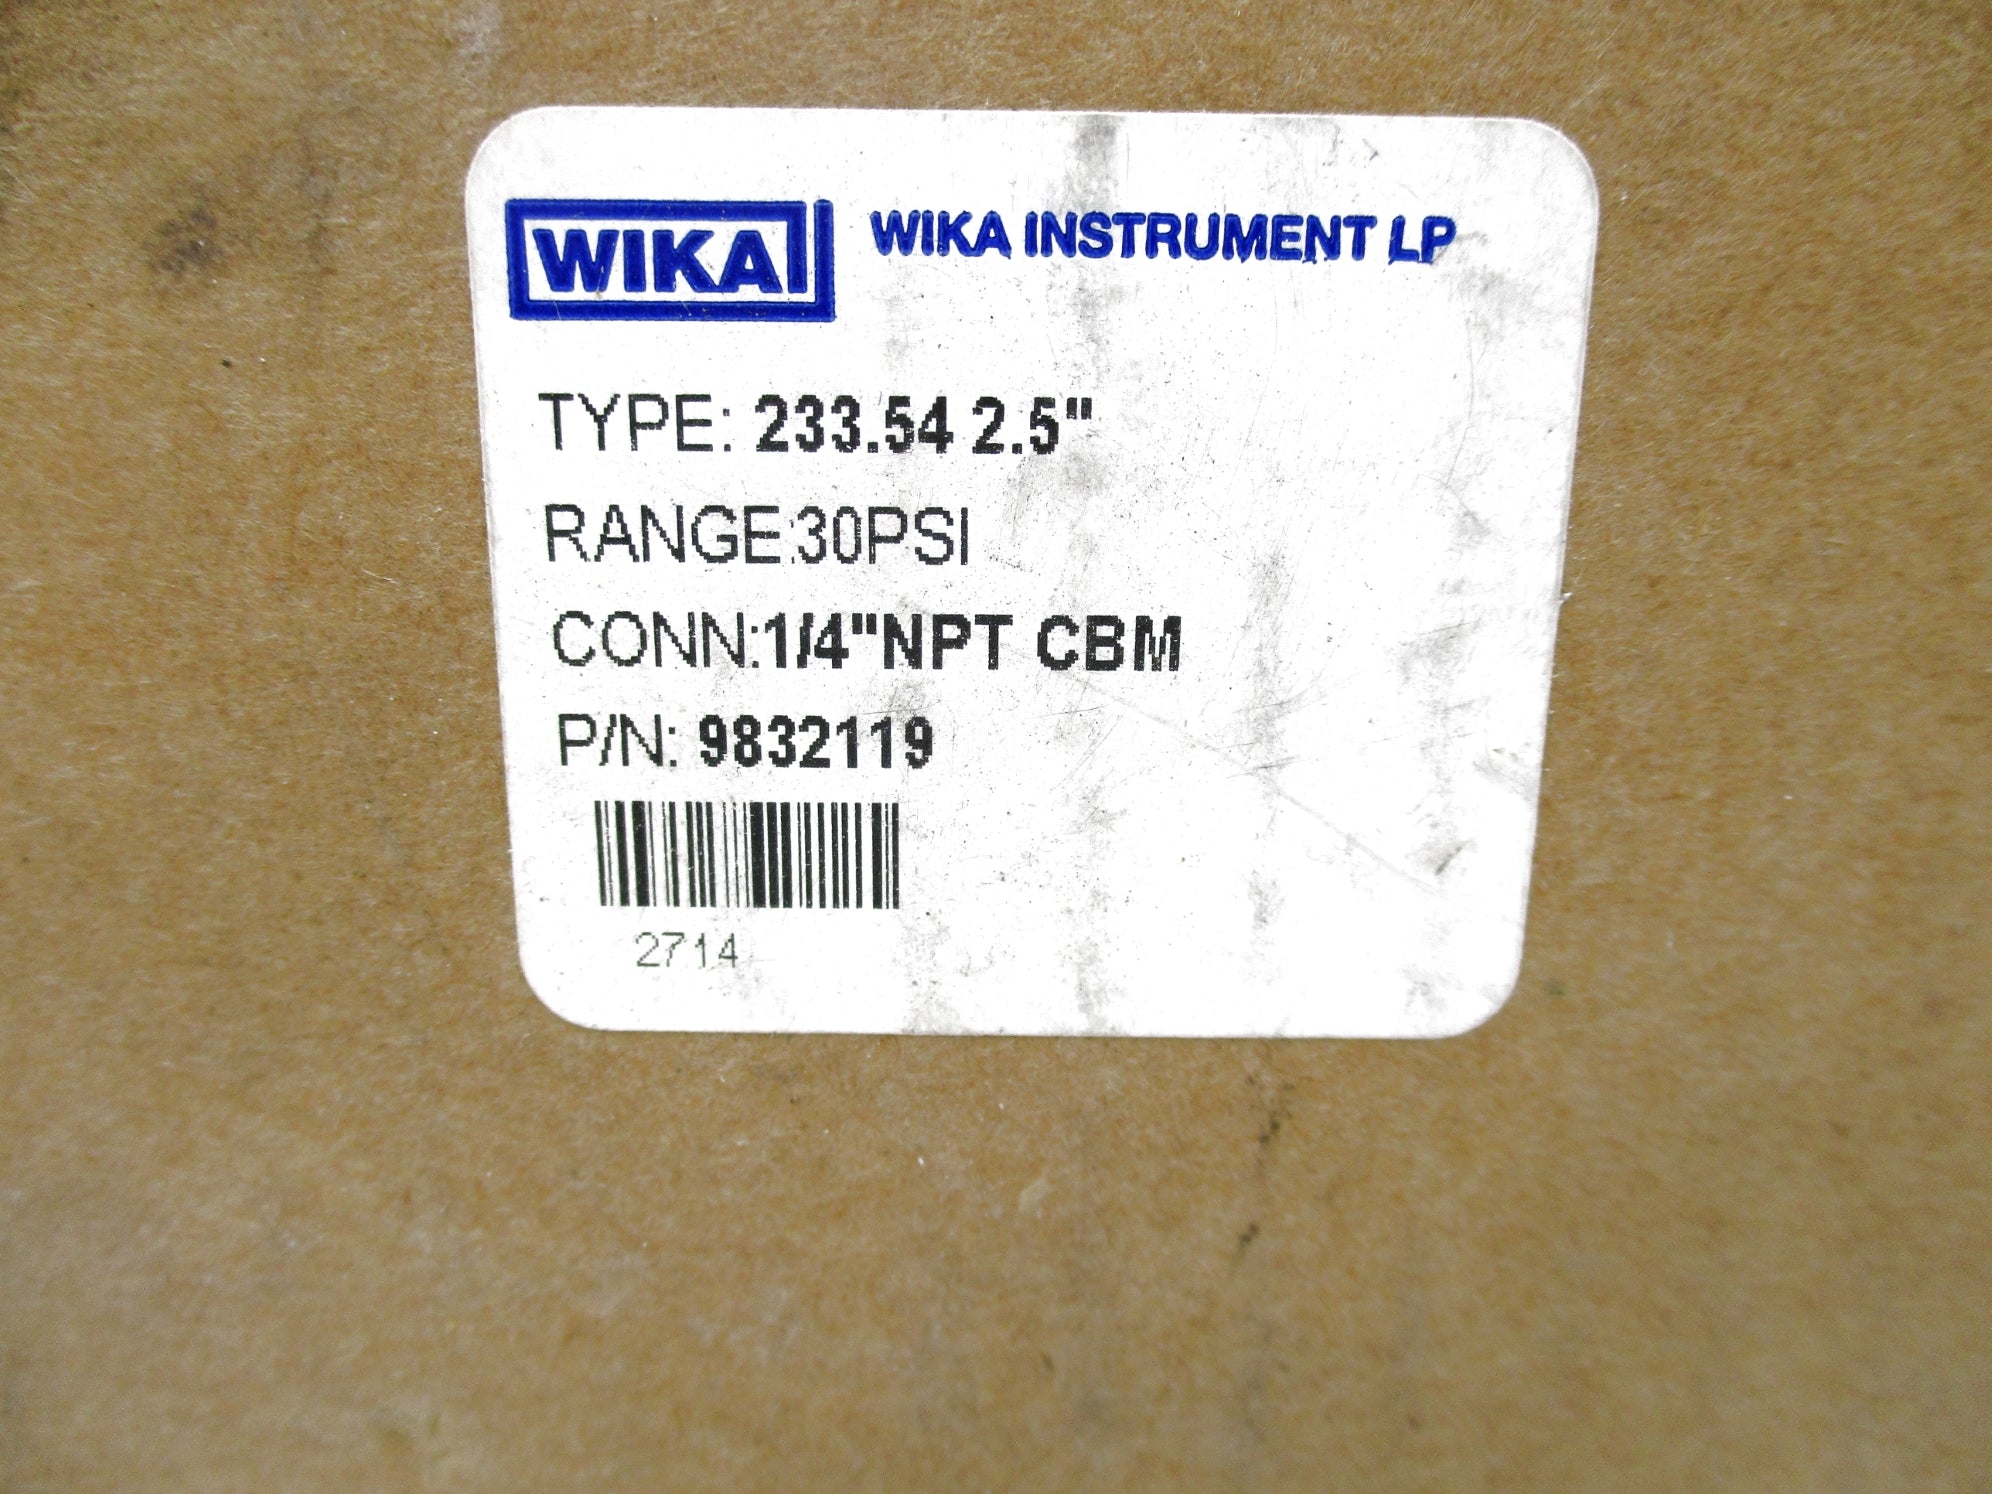 WIKA WIKA INSTRUMENT LP
TYPE: 233.54 2.5"
RANGE:30PSI
CONN:1/4"NPT CBM
P/N: 9832119
2714